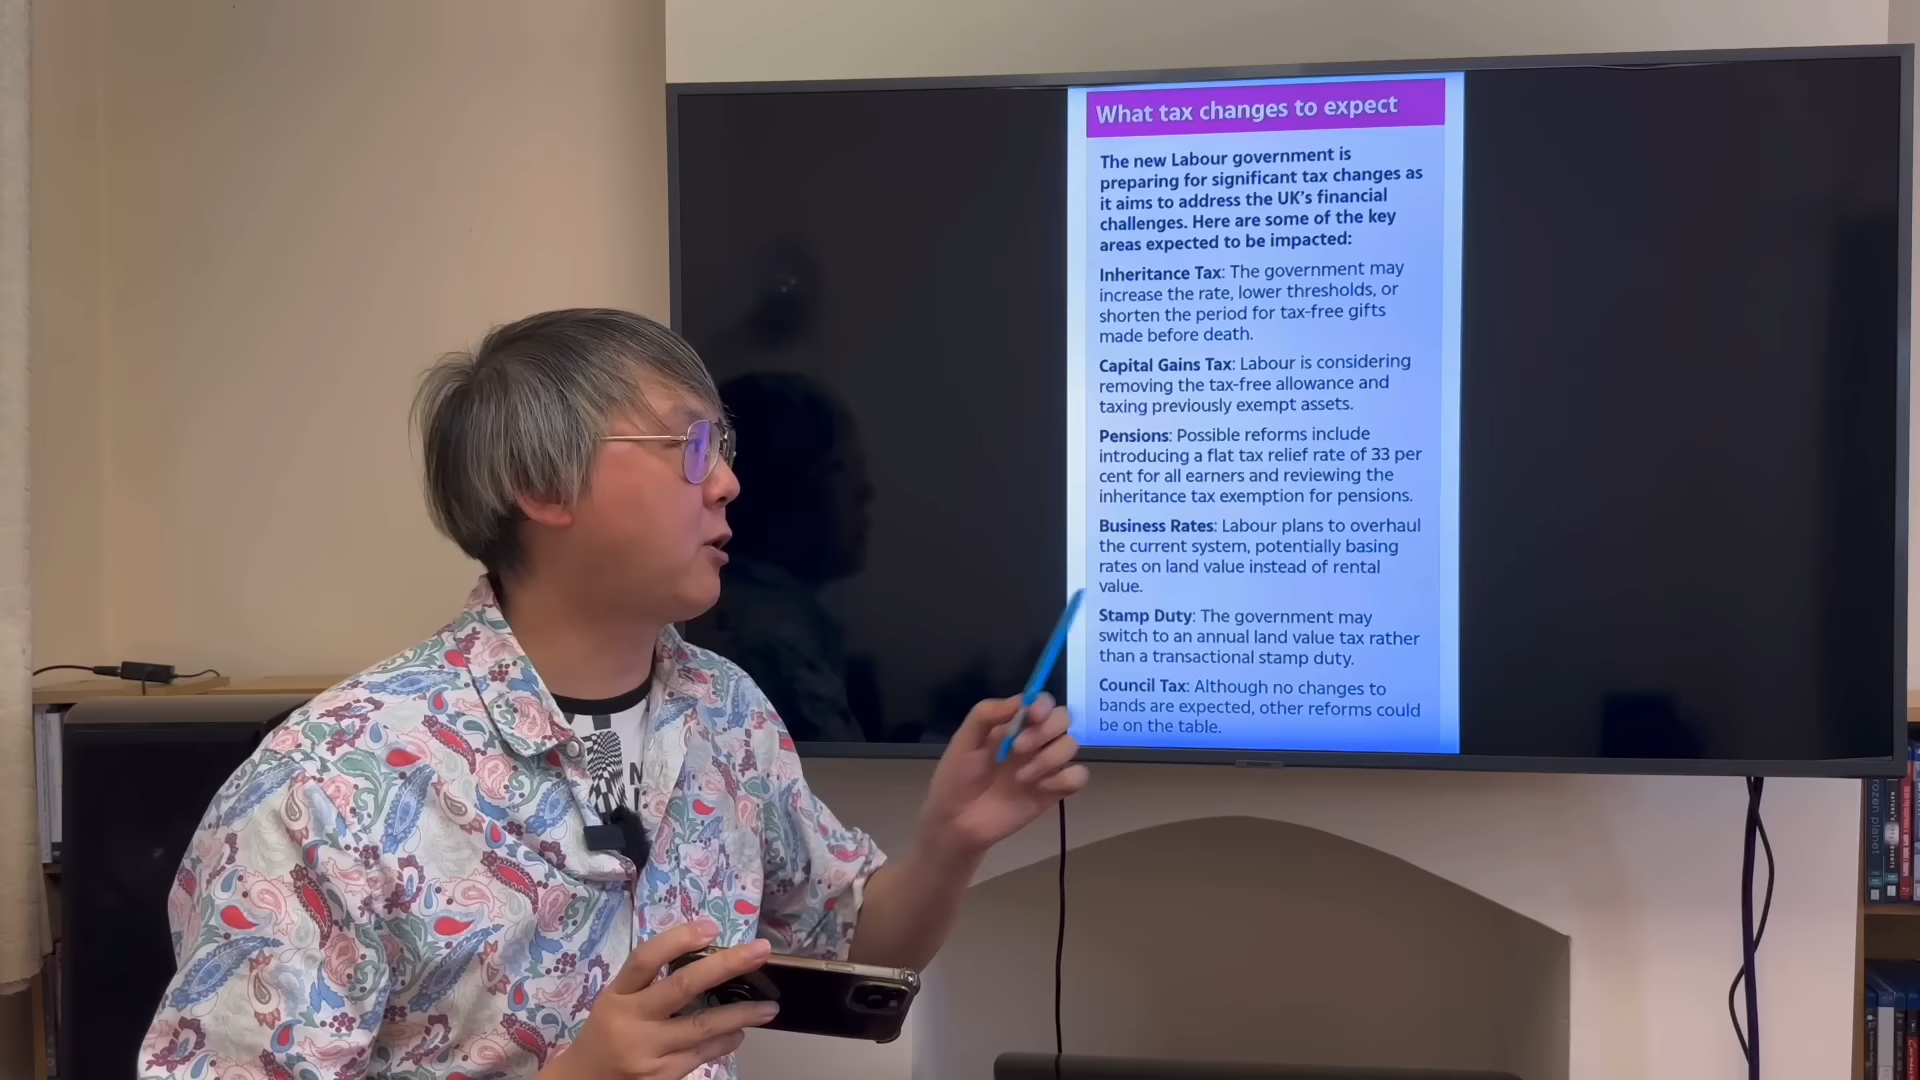 What tax changes to expect
The new Labour government is
preparing for significant tax changes as
it aims to address the UK's financial
challenges. Here are some of the key
areas expected to be impacted:
Inheritance Tax: The government may
increase the rate, lower thresholds, or
shorten the period for tax-free gifts
made before death.
Capital Gains Tax: Labour is considering
removing the tax-free allowance and
taxing previously exempt assets.
Pensions: Possible reforms include
introducing a flat tax relief rate of 33 per
cent for all earners and reviewing the
inheritance tax exemption for pensions.
Business Rates: Labour plans to overhaul
the current system, potentially basing
rates on land value instead of rental
value.
Stamp Duty: The government may
switch to an annual land value tax rather
than a transactional stamp duty.
Council Tax: Although no changes to
bands are expected, other reforms could
be on the table.